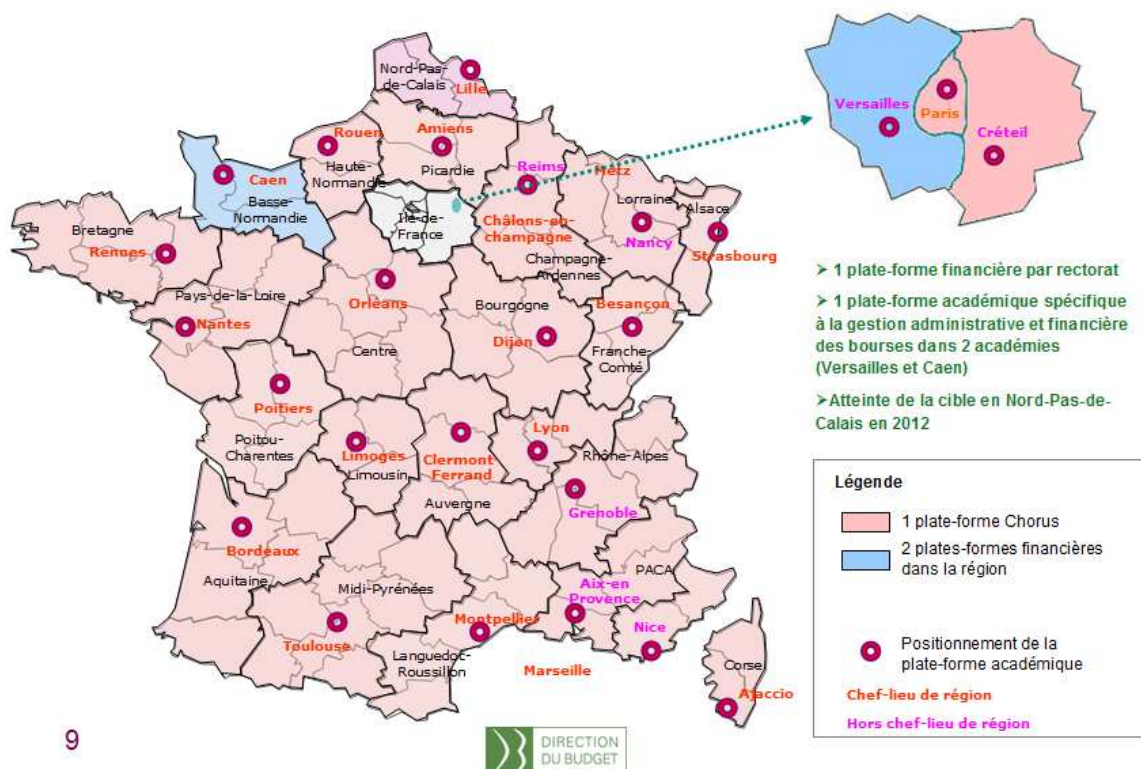 Nord-Pas-
de-Calais
Lille
Rouen
Amiens
Haute-
Normandie
Picardie
Reims
Metz
Caen
Basse-
Normandie
Ile-de-
France
Châlons-en-
champagne
Champagne-
Ardennes
Lorraine
Nancy
Alsace
Strasbourg
Bretagne
Rennes
Pays-de-la-Loire
Nantes
Orléans
Centre
Bourgogne
Dijon
Besançon
Franche-
Comté
Poitiers
Poitou-
Charentes
Limoges
Limousin
Clermont
Ferrand
Auvergne
Lyon
Rhône-Alpes
Grenoble
Bordeaux
Aquitaine
Midi-Pyrénées
Toulouse
Montpellier
Languedoc-
Roussillon
PACA
Aix-en
Provence
Nice
Marseille
Corse
Ajaccio
Versailles
Paris
Créteil
➤ 1 plate-forme financière par rectorat
➤ 1 plate-forme académique spécifique
à la gestion administrative et financière
des bourses dans 2 académies
(Versailles et Caen)
➤Atteinte de la cible en Nord-Pas-de-
Calais en 2012
Légende
1 plate-forme Chorus
2 plates-formes financières
dans la région
Positionnement de la
plate-forme académique
Chef-lieu de région
Hors chef-lieu de région
9
DIRECTION
DU BUDGET